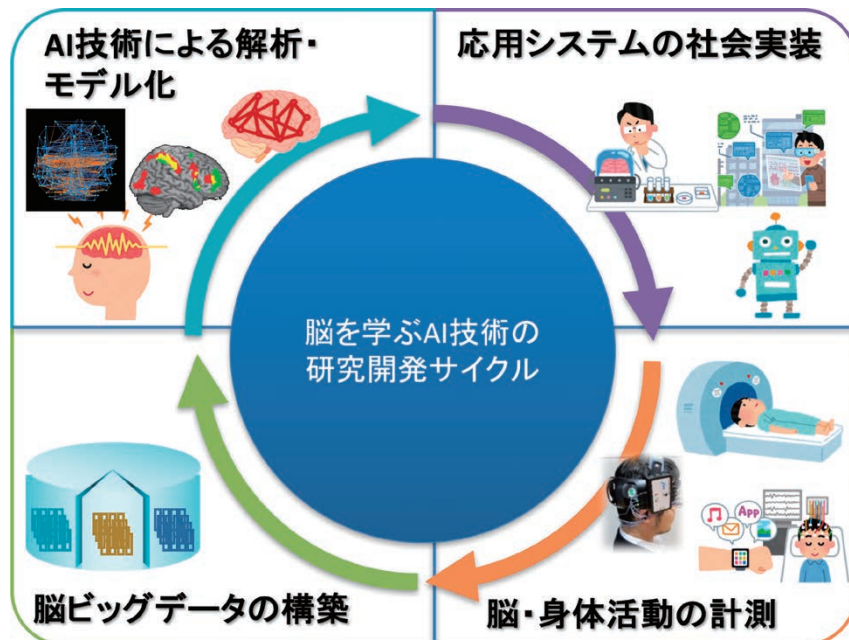 AI技術による解析・
モデル化
応用システムの社会実装
脳を学ぶAI技術の
研究開発サイクル
App
脳ビッグデータの構築
脳・身体活動の計測